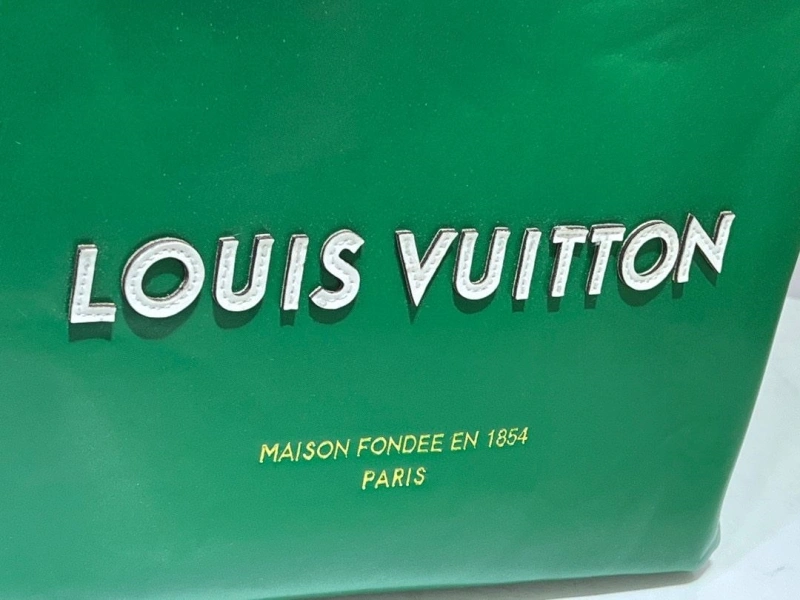 LOUIS VUITTON
MAISON FONDEE EN 1854
PARIS